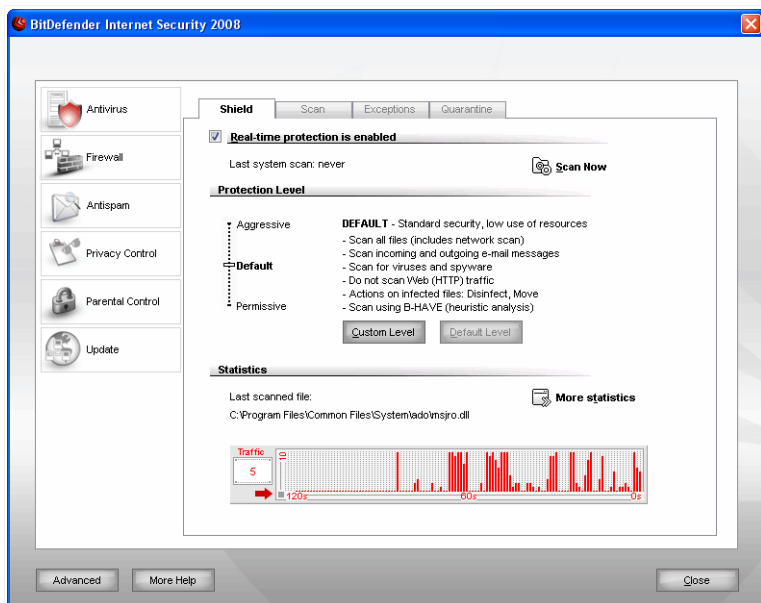 BitDefender Internet Security 2008
Antivirus
Firewall
Antispam
Privacy Control
Parental Control
Update
Shield
Scan
Exceptions
Quarantine
Real-time protection is enabled
Last system scan: never
Scan Now
Protection Level
Aggressive
Default
Permissive
DEFAULT - Standard security, low use of resources
- Scan all files (includes network scan)
- Scan incoming and outgoing e-mail messages
- Scan for viruses and spyware
- Do not scan Web (HTTP) traffic
- Actions on infected files: Disinfect, Move
- Scan using B-HAVE (heuristic analysis)
Custom Level
Default Level
Statistics
Last scanned file:
More statistics
C:\Program Files\Common Files\System\ado\msjro.dll
Traffic
5
10
120s
60s
0s
Advanced
More Help
Close